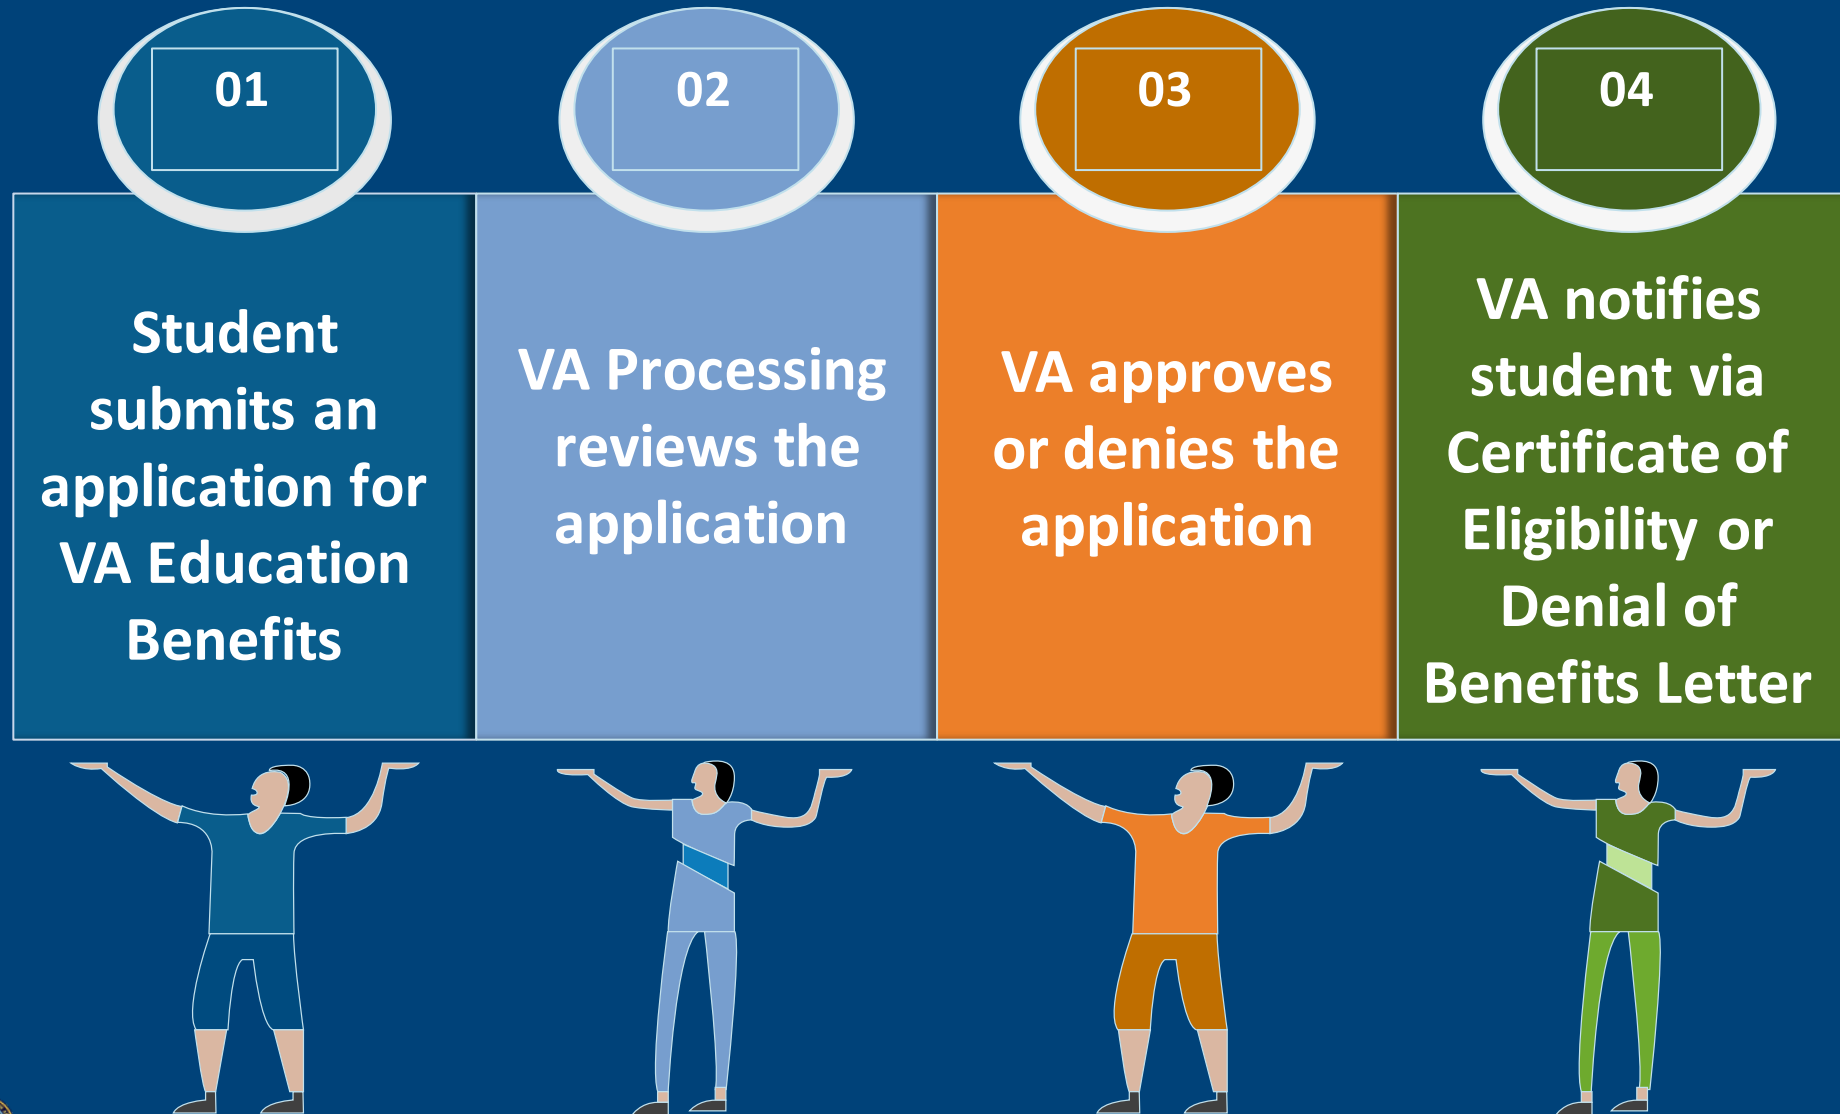 01
Student
submits an
application for
VA Education
Benefits
02
VA Processing
reviews the
application
03
VA approves
or denies the
application
04
VA notifies
student via
Certificate of
Eligibility or
Denial of
Benefits Letter